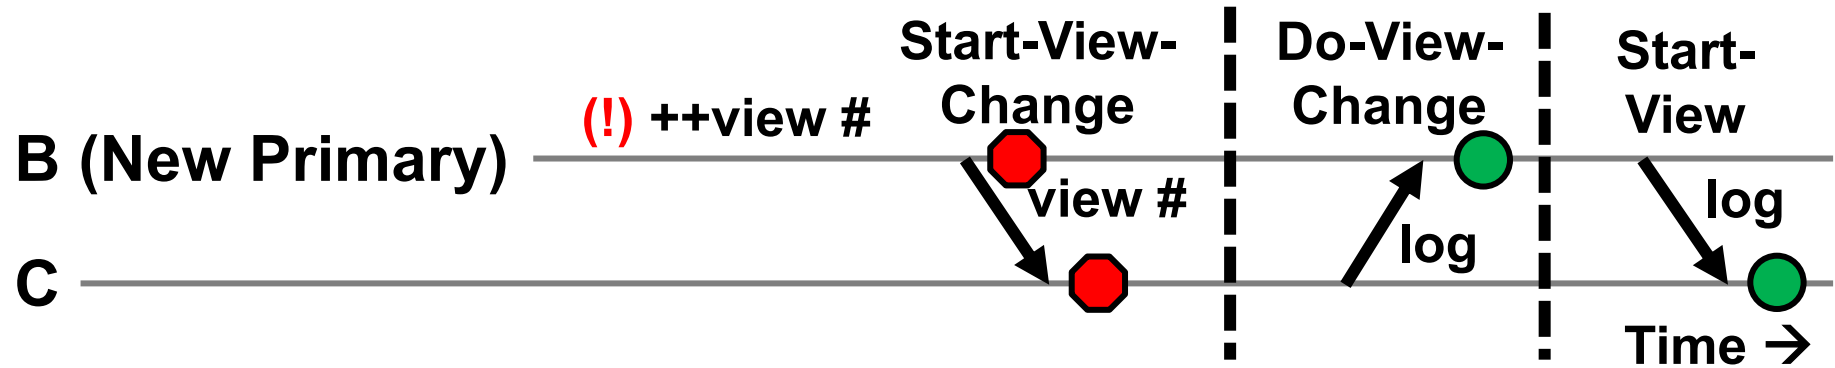 Start-View-
Change
Do-View-
Change
Start-
View
(!) ++view #
B (New Primary)
view #
log
log
C
Time →